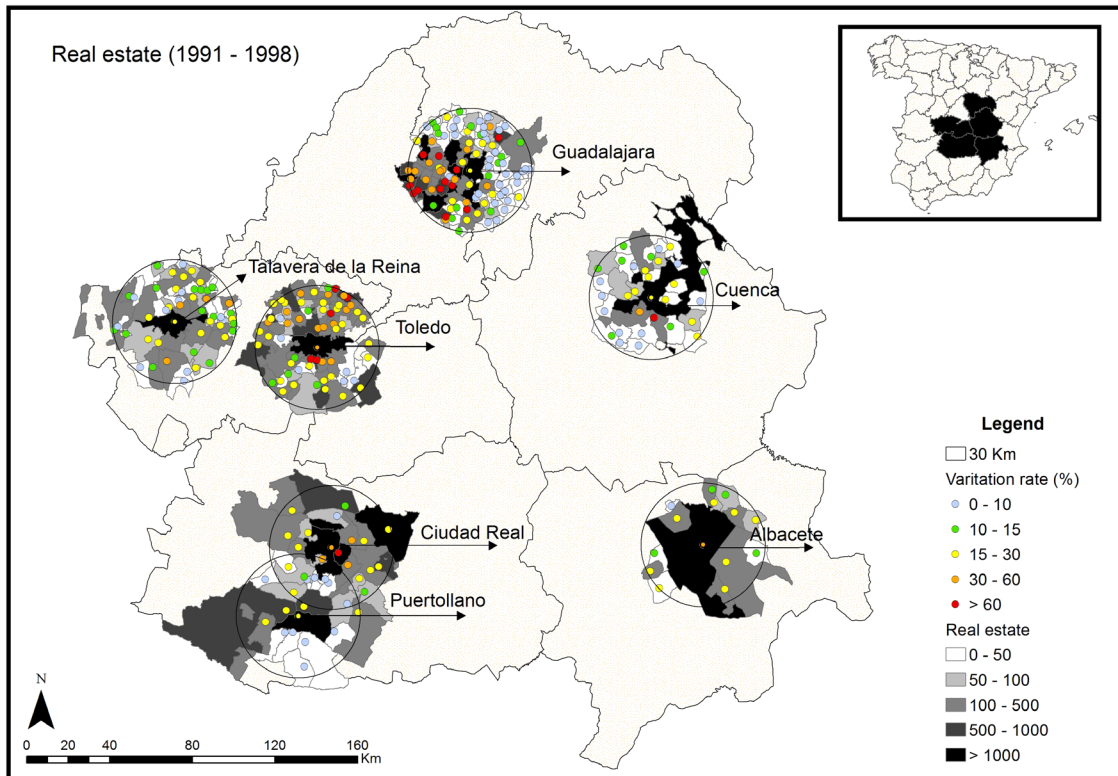 Real estate (1991 - 1998)
Guadalajara
Talavera de la Reina
Cuenca
Toledo
Ciudad Real
Albacete
Puertollano
Legend
30 Km
Varitation rate (%)
0 - 10
10 - 15
15 - 30
30 - 60
> 60
Real estate
0 - 50
50 - 100
100 - 500
500 - 1000
> 1000
N
0 20 40 80 120 160
Km